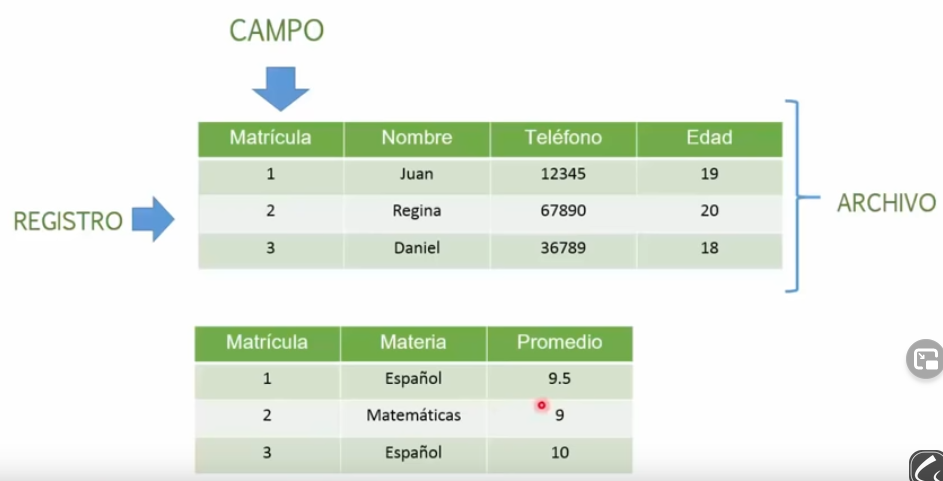 CAMPO
Matrícula Nombre Teléfono Edad
1 Juan 12345 19
REGISTRO 2 Regina 67890 20 ARCHIVO
3 Daniel 36789 18
Matrícula Materia Promedio
1 Español 9.5
2 Matemáticas 9
3 Español 10